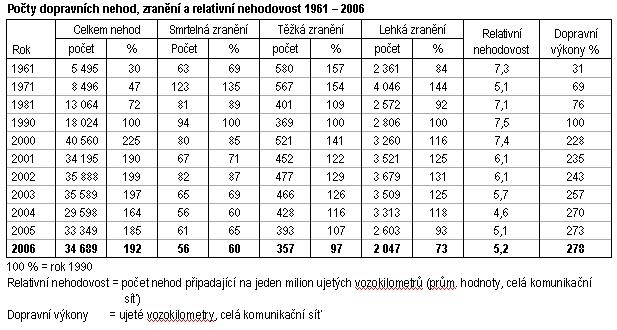 Počty dopravních nehod, zranění a relativní nehodovost 1961 – 2006
Rok Celkem nehod Smrtelná zranění Těžká zranění Lehká zranění Relativní nehodovost Dopravní výkony %
počet % Počet % počet % počet %
1961 5 495 30 63 69 580 157 2 361 84 7,3 31
1971 8 496 47 123 135 567 154 4 046 144 5,1 69
1981 13 064 72 81 89 401 109 2 572 92 7,1 76
1990 18 024 100 94 100 369 100 2 806 100 7,5 100
2000 40 560 225 80 85 521 141 3 260 116 7,4 228
2001 34 195 190 67 71 452 122 3 521 125 6,1 235
2002 35 888 199 82 87 477 129 3 679 131 6,1 243
2003 35 589 197 65 69 466 126 3 509 125 5,7 257
2004 29 598 164 56 60 428 116 3 313 118 4,6 270
2005 33 349 185 61 65 393 107 2 603 93 5,1 273
2006 34 689 192 56 60 357 97 2 047 73 5,2 278
100 % = rok 1990
Relativní nehodovost = počet nehod připadající na jeden milion ujetých vozokilometrů (prům. hodnoty, celá komunikační
síť)
Dopravní výkony = ujeté vozokilometry, celá komunikační síť